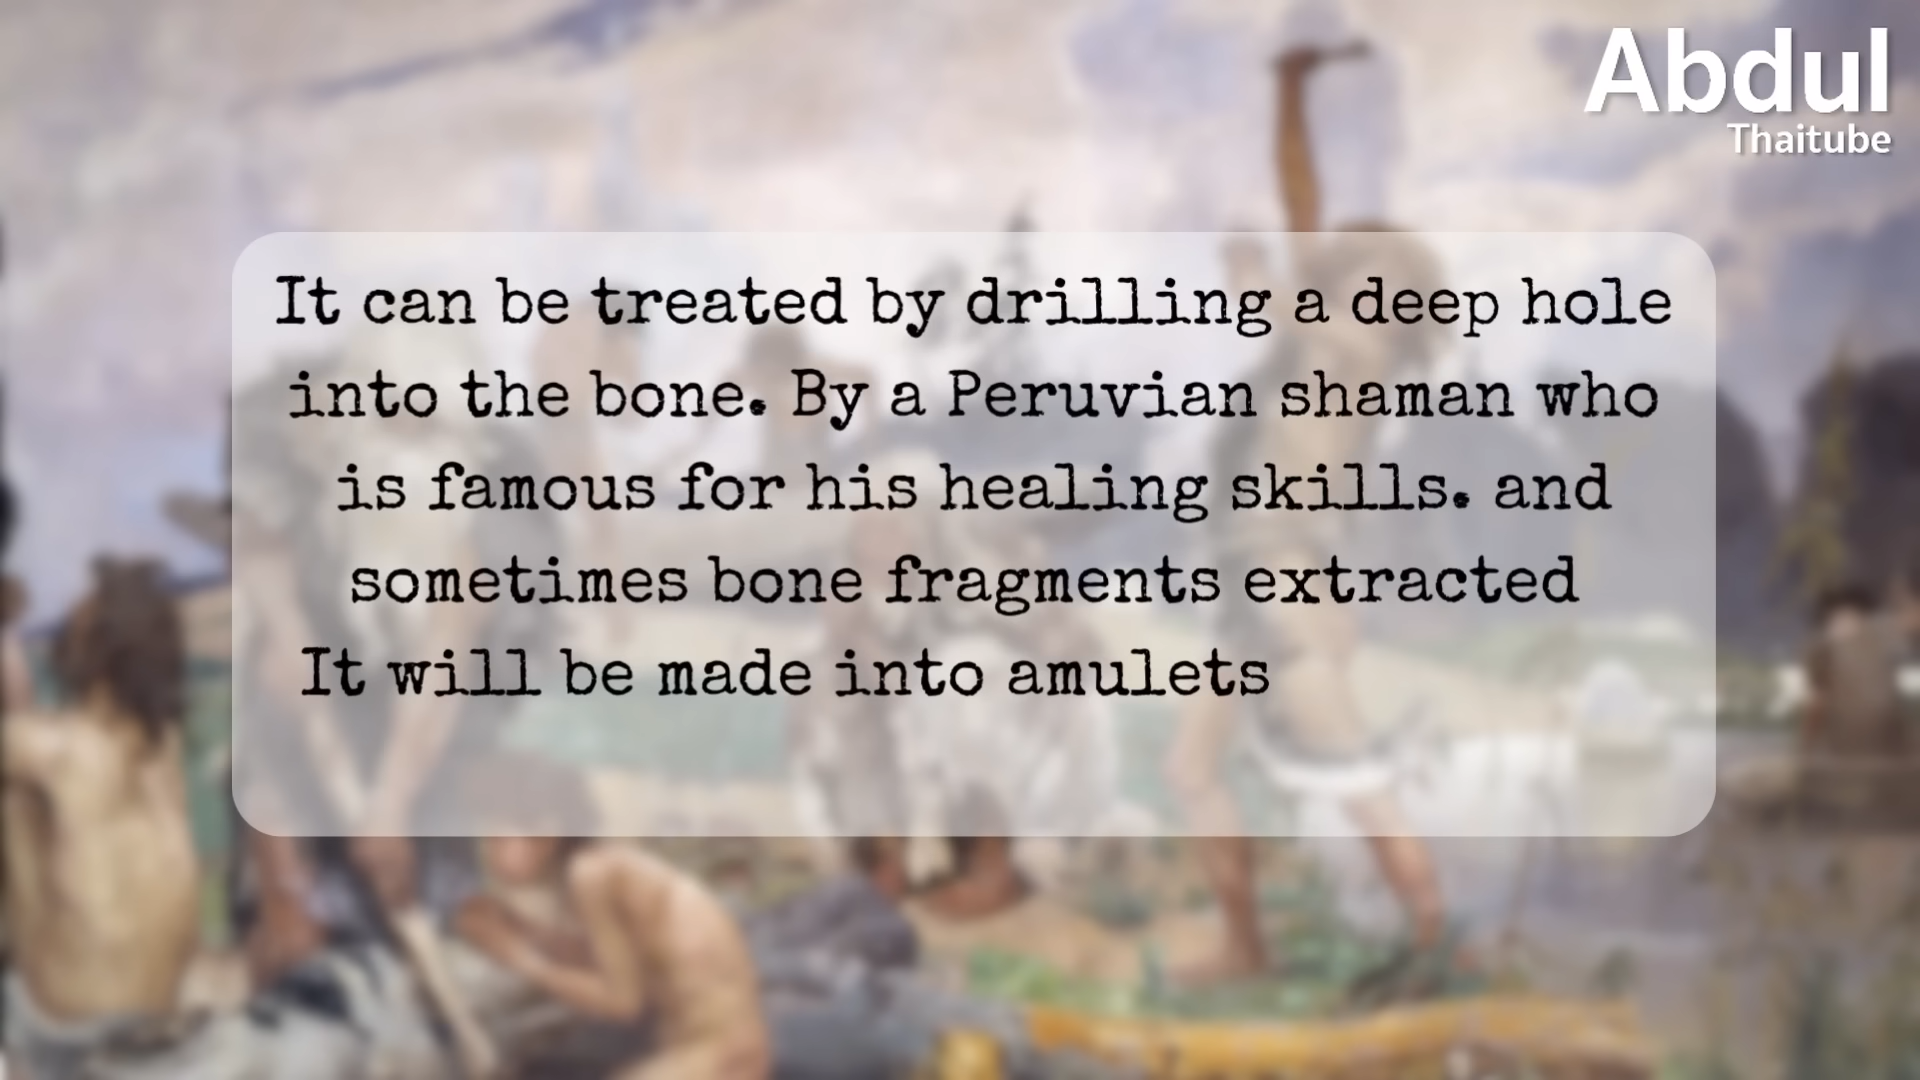 Abdul
Thaitube
It can be treated by drilling a deep hole
into the bone. By a Peruvian shaman who
is famous for his healing skills. and
sometimes bone fragments extracted
It will be made into amulets